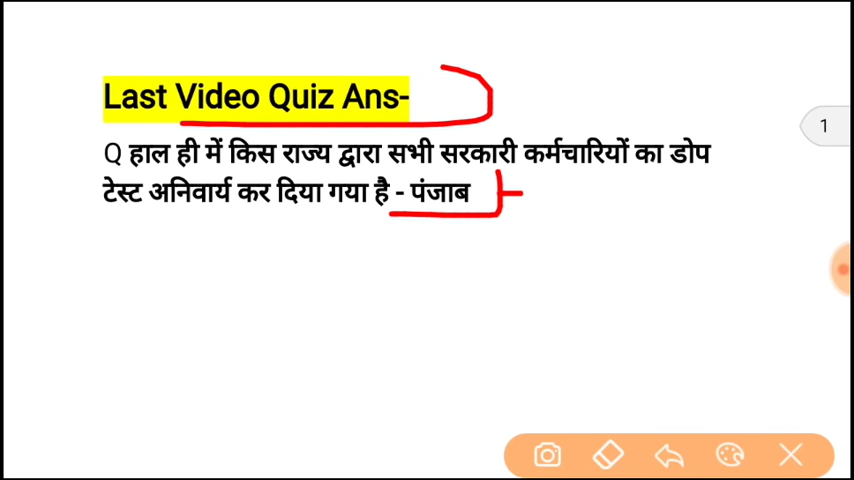 Last Video Quiz Ans-
1
Q हाल ही में किस राज्य द्वारा सभी सरकारी कर्मचारियों का डोप
टेस्ट अनिवार्य कर दिया गया है - पंजाब